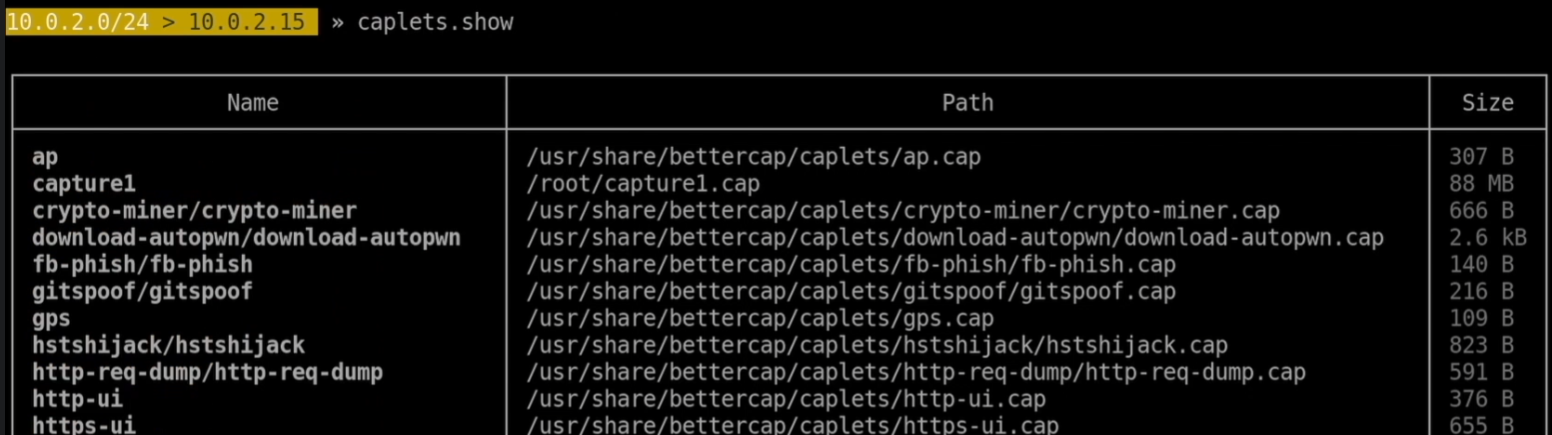 10.0.2.0/24 > 10.0.2.15 » caplets.show
Name Path Size
ap /usr/share/bettercap/caplets/ap.cap 307 B
capture1 /root/capture1.cap 88 MB
crypto-miner/crypto-miner /usr/share/bettercap/caplets/crypto-miner/crypto-miner.cap 666 B
download-autopwn/download-autopwn /usr/share/bettercap/caplets/download-autopwn/download-autopwn.cap 2.6 kB
fb-phish/fb-phish /usr/share/bettercap/caplets/fb-phish/fb-phish.cap 140 B
gitspoof/gitspoof /usr/share/bettercap/caplets/gitspoof/gitspoof.cap 216 B
gps /usr/share/bettercap/caplets/gps.cap 109 B
hstshijack/hstshijack /usr/share/bettercap/caplets/hstshijack/hstshijack.cap 823 B
http-req-dump/http-req-dump /usr/share/bettercap/caplets/http-req-dump/http-req-dump.cap 591 B
http-ui /usr/share/bettercap/caplets/http-ui.cap 376 B
https-ui /usr/share/bettercap/caplets/https-ui.cap 655 B